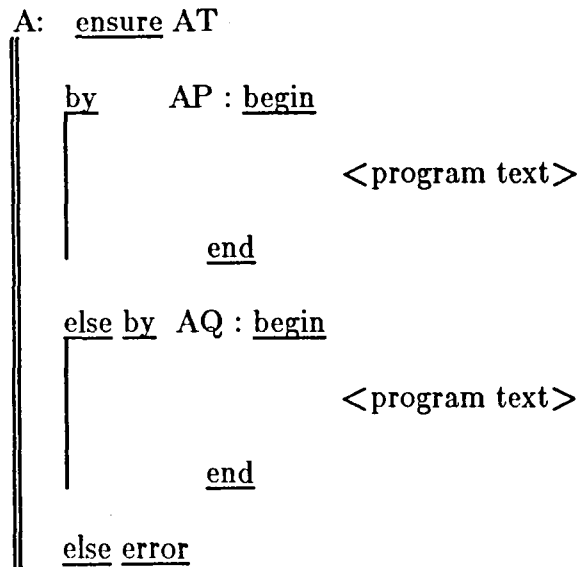 A: ensure AT
by AP : begin
<program text>
end
else by AQ : begin
<program text>
end
else error